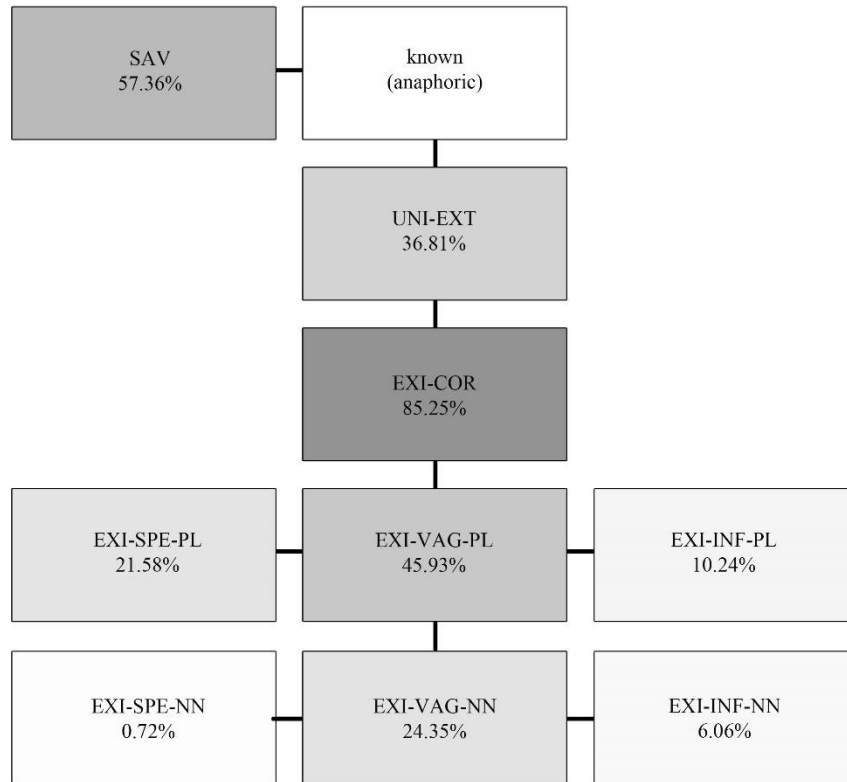 SAV
57.36%
known
(anaphoric)
UNI-EXT
36.81%
EXI-COR
85.25%
EXI-SPE-PL
21.58%
EXI-VAG-PL
45.93%
EXI-INF-PL
10.24%
EXI-SPE-NN
0.72%
EXI-VAG-NN
24.35%
EXI-INF-NN
6.06%